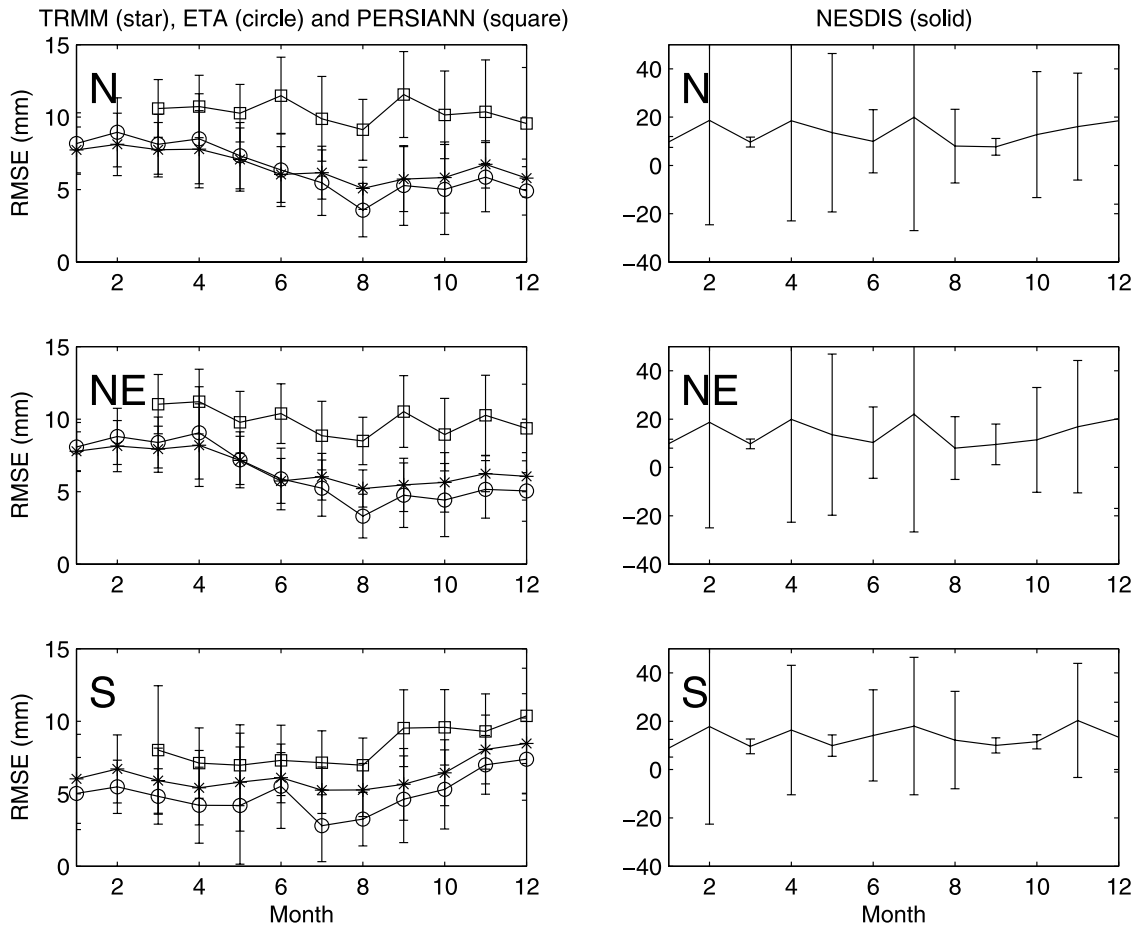 TRMM (star), ETA (circle) and PERSIANN (square)
NESDIS (solid)
N
RMSE (mm)
15
10
5
0
2 4 6 8 10 12
N
40
20
0
−20
−40
2 4 6 8 10 12
NE
RMSE (mm)
15
10
5
0
2 4 6 8 10 12
NE
40
20
0
−20
−40
2 4 6 8 10 12
S
RMSE (mm)
15
10
5
0
2 4 6 8 10 12
Month
S
40
20
0
−20
−40
2 4 6 8 10 12
Month